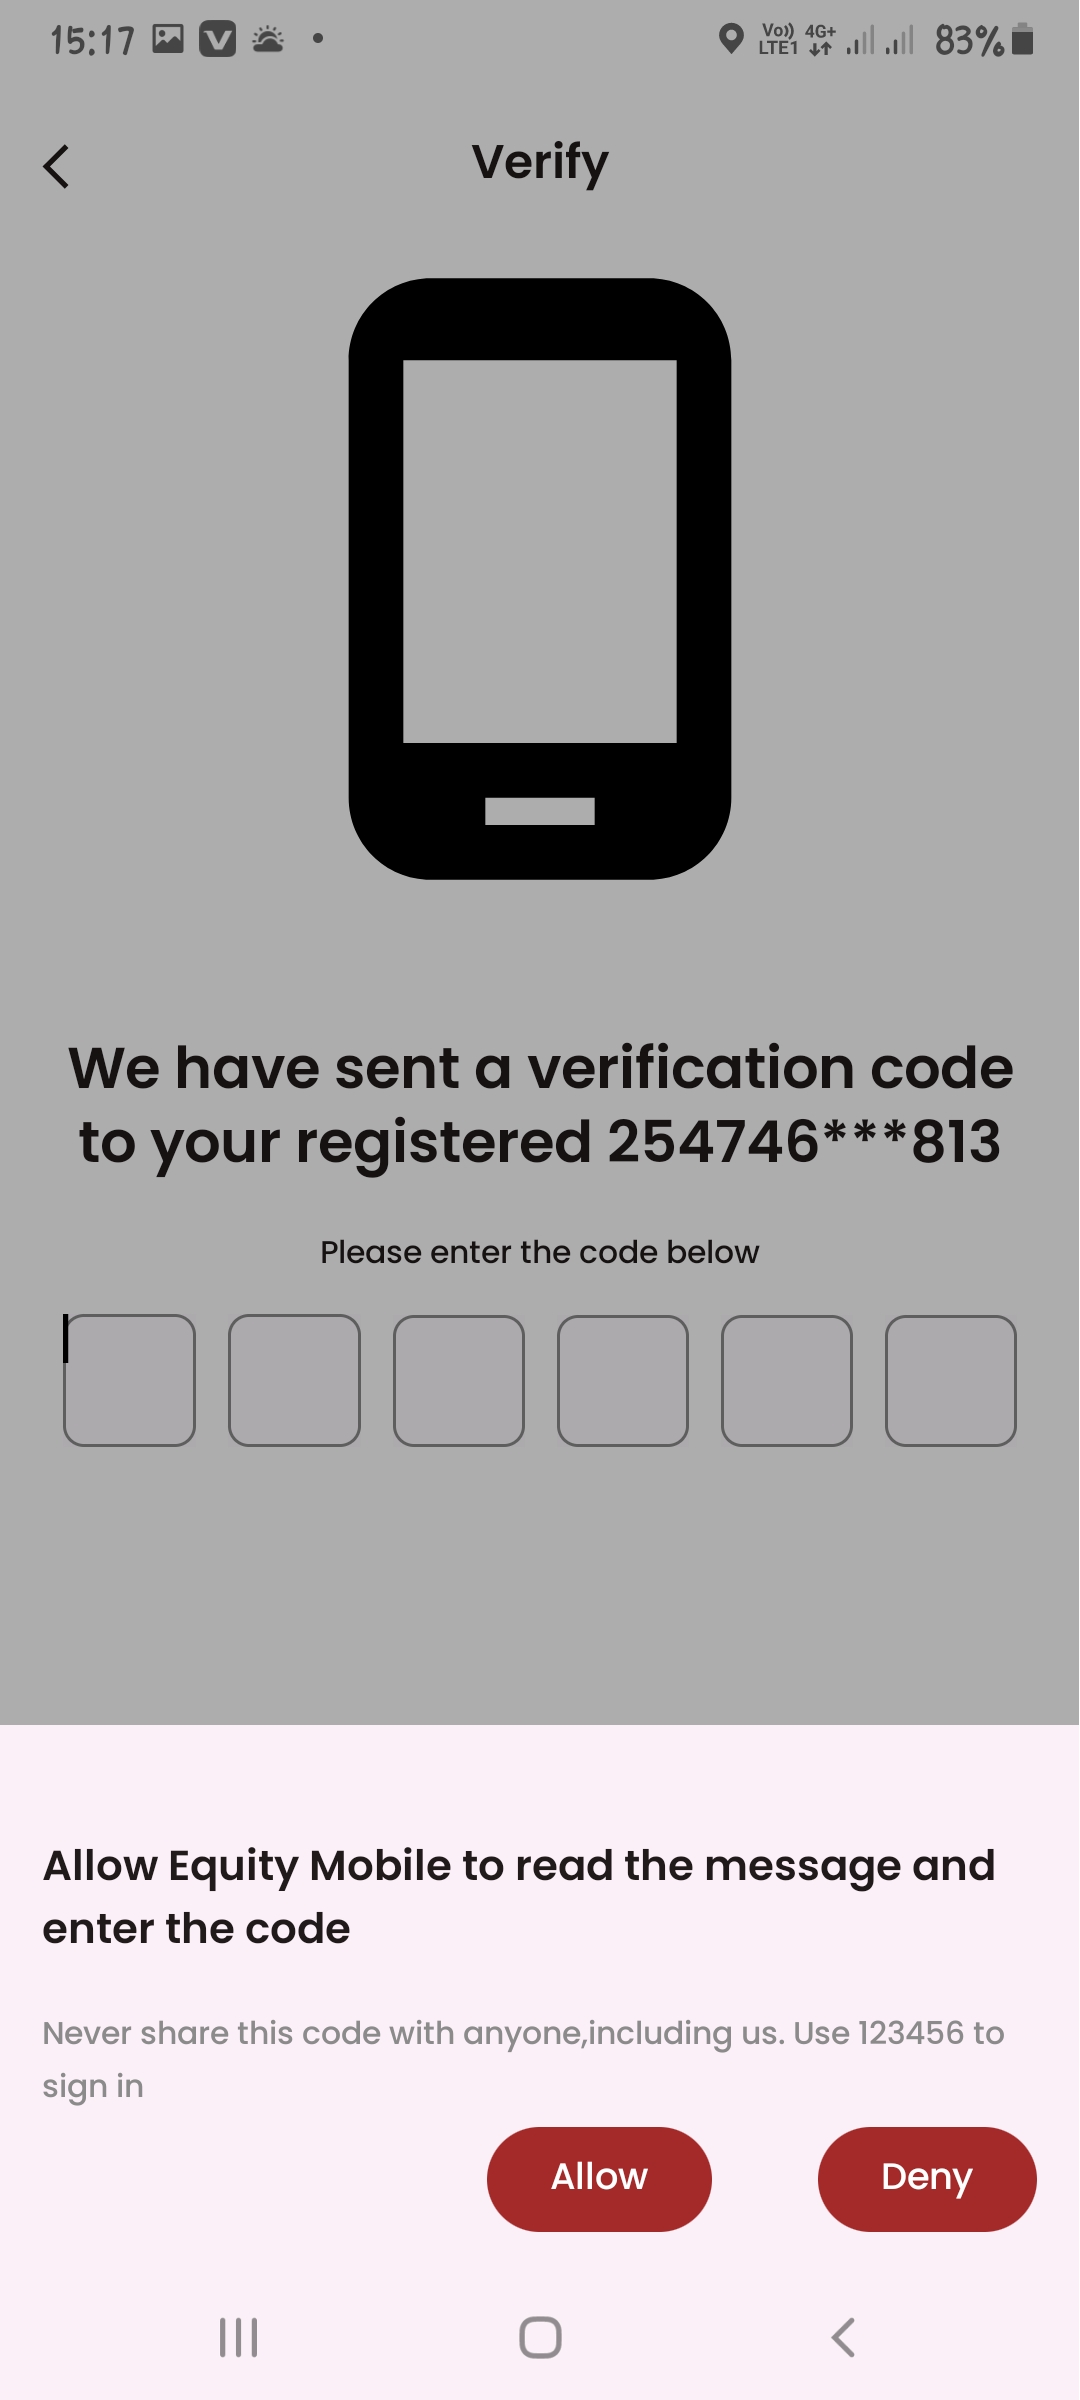 15:17
Vo)) LTE1 4G+ 83%
Verify
We have sent a verification code
to your registered 254746***813
Please enter the code below
Allow Equity Mobile to read the message and
enter the code
Never share this code with anyone,including us. Use 123456 to
sign in
Allow Deny